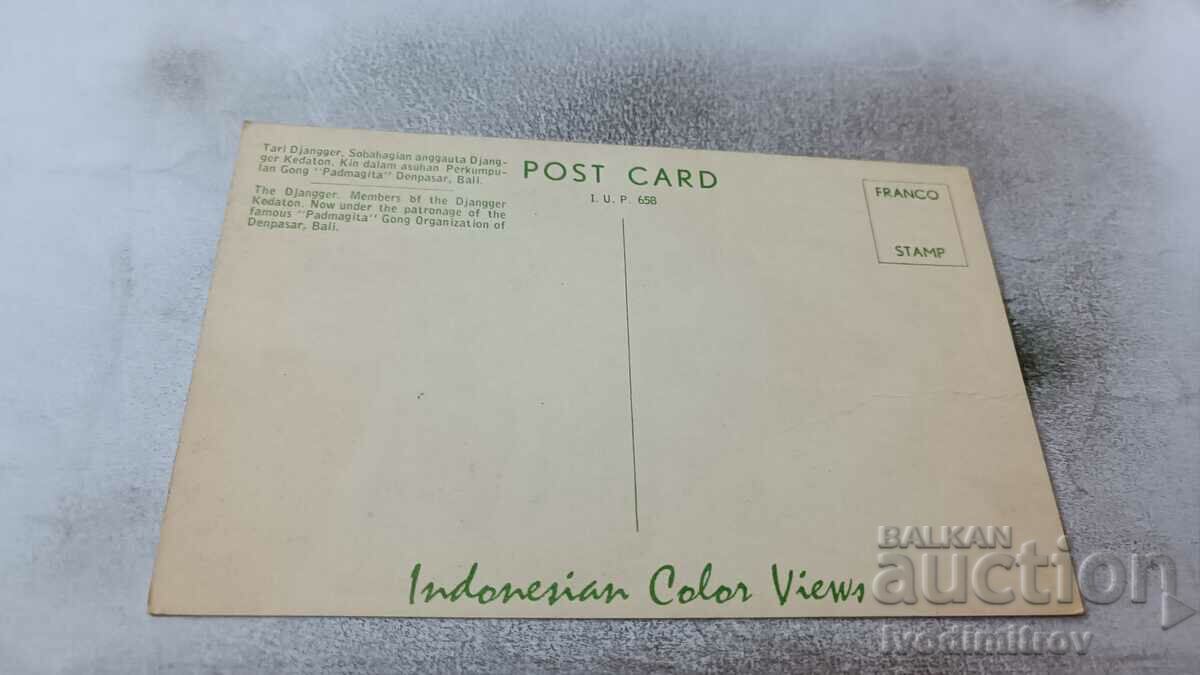 Tari Djangger. Sobahagian anggauta Djang-
ger Kedaton. Kin dalam asuhan Perkumpu-
lan Gong "Padmagita" Denpasar, Bali.
The Djangger. Members of the Djangger
Kedaton. Now under the patronage of the
famous "Padmagita" Gong Organization of
Denpasar, Bali.
POST CARD
I. U. P. 658
FRANCO
STAMP
Indonesian Color Views
BALKAN
auction
ivodimitrov